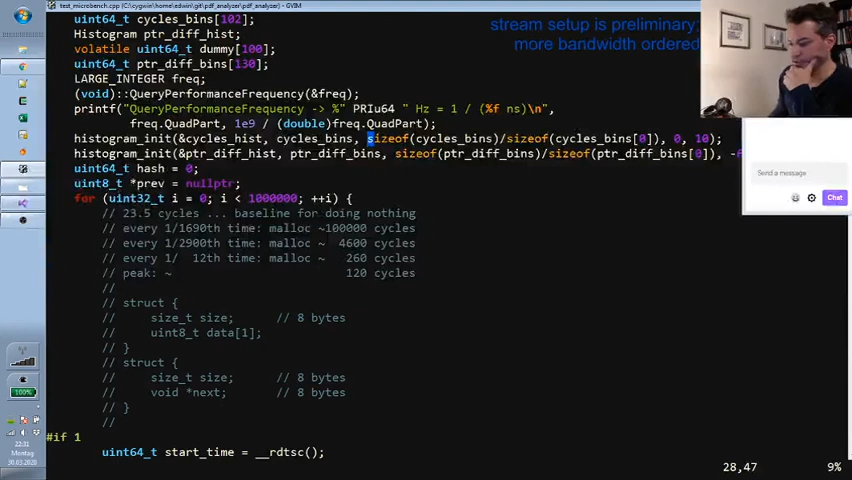 test_microbench.cpp (C:\cygwin\home\edwin\git\pdf_analyzer\pdf_analyzer) - GVIM
stream setup is preliminary;
more bandwidth ordered
uint64_t cycles_bins[102];
Histogram ptr_diff_hist;
volatile uint64_t dummy[100];
uint64_t ptr_diff_bins[130];
LARGE_INTEGER freq;
(void)::QueryPerformanceFrequency(&freq);
printf("QueryPerformanceFrequency -> %" PRIu64 " Hz = 1 / (%f ns)\n",
freq.QuadPart, 1e9 / (double)freq.QuadPart);
histogram_init(&cycles_hist, cycles_bins, sizeof(cycles_bins)/sizeof(cycles_bins[0]), 0, 10);
histogram_init(&ptr_diff_hist, ptr_diff_bins, sizeof(ptr_diff_bins)/sizeof(ptr_diff_bins[0]), -6
uint64_t hash = 0;
uint8_t *prev = nullptr;
for (uint32_t i = 0; i < 1000000; ++i) {
// 23.5 cycles ... baseline for doing nothing
// every 1/1690th time: malloc ~100000 cycles
// every 1/2900th time: malloc ~  4600 cycles
// every 1/  12th time: malloc ~   260 cycles
// peak: ~                         120 cycles
//
// struct {
//     size_t size;    // 8 bytes
//     uint8_t data[1];
// }
// struct {
//     size_t size;    // 8 bytes
//     void *next;     // 8 bytes
// }
//
#if 1
uint64_t start_time = __rdtsc();
28,47 9%
Send a message
Chat
100%
22:31
Montag
30.03.2020